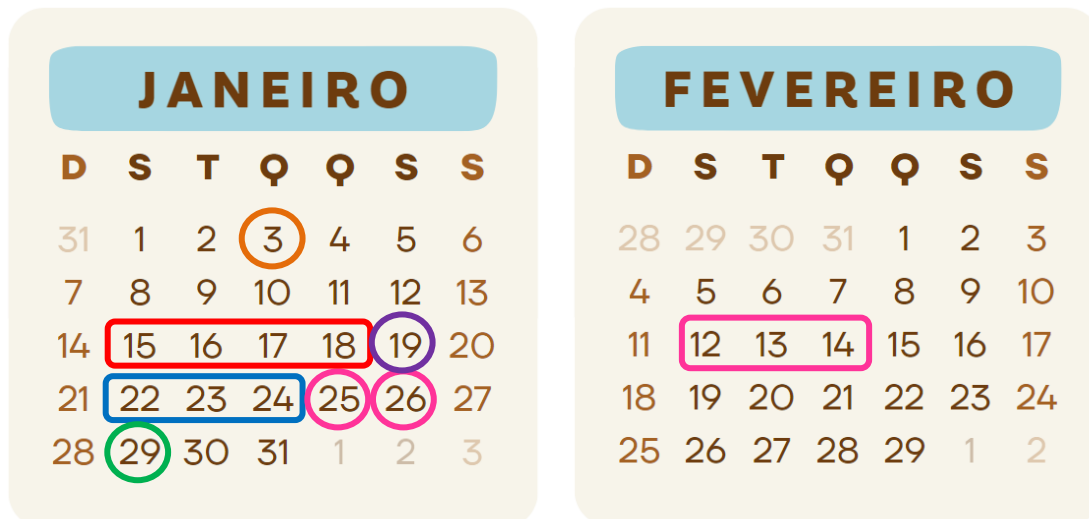 JANEIRO
D S T Q Q S S
31 1 2 3 4 5 6
7 8 9 10 11 12 13
14 15 16 17 18 19 20
21 22 23 24 25 26 27
28 29 30 31 1 2 3
FEVEREIRO
D S T Q Q S S
28 29 30 31 1 2 3
4 5 6 7 8 9 10
11 12 13 14 15 16 17
18 19 20 21 22 23 24
25 26 27 28 29 1 2